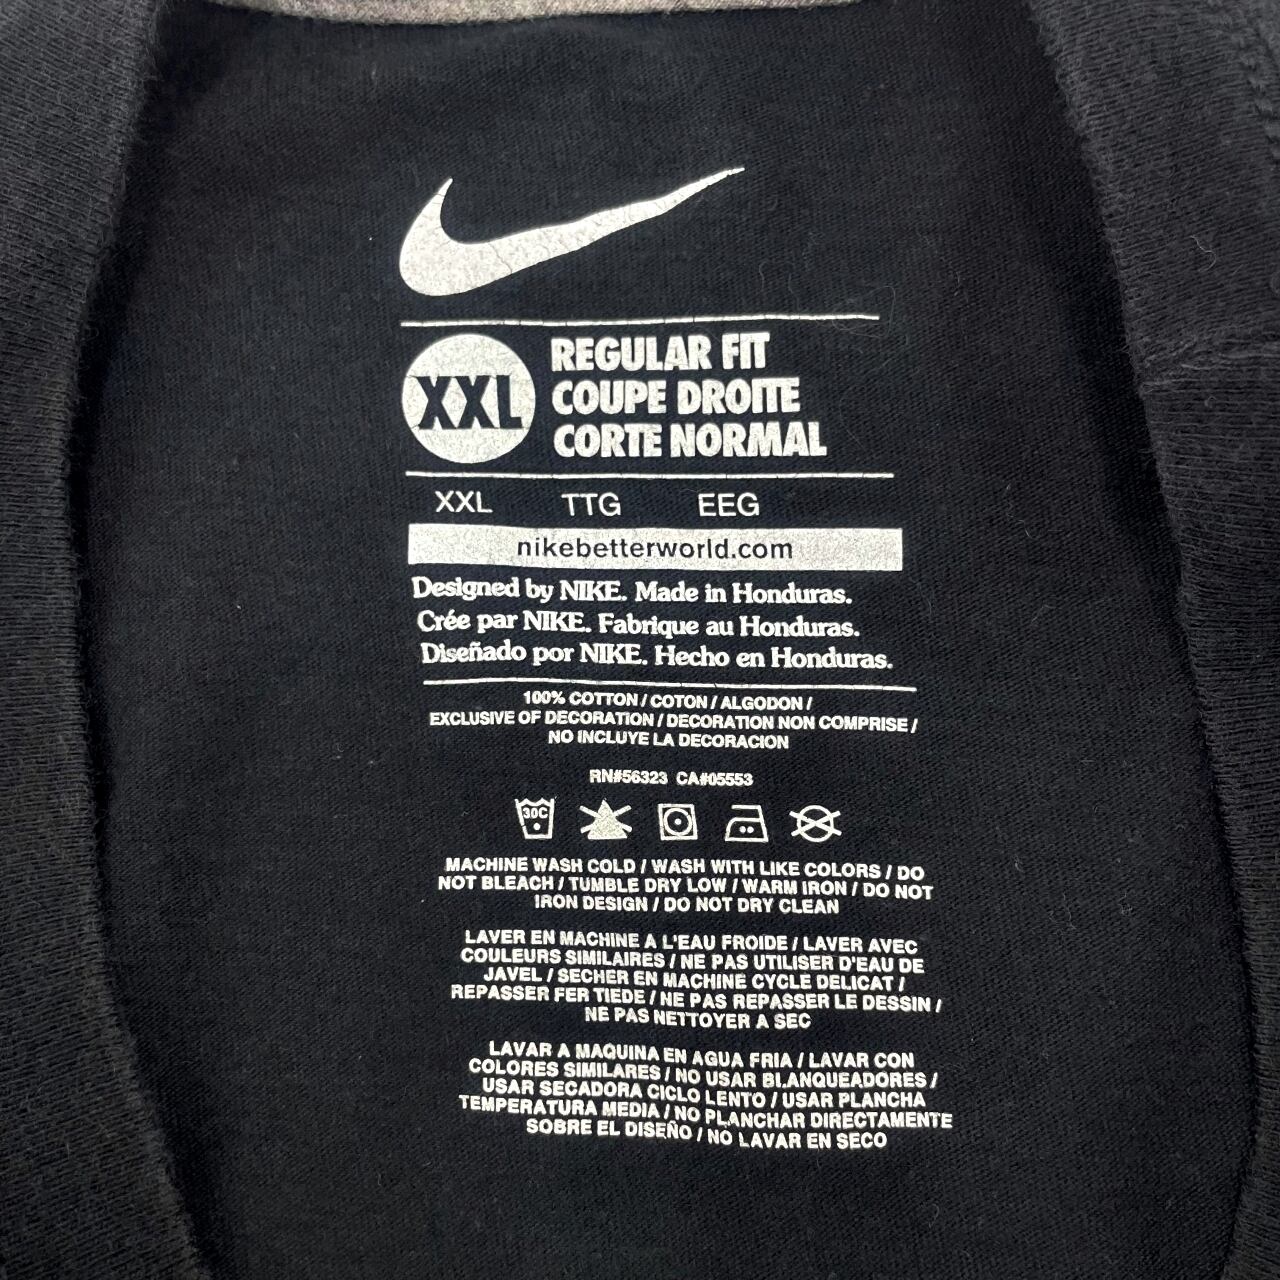 XXL
REGULAR FIT
COUPE DROITE
CORTE NORMAL
XXL TTG EEG
nikebetterworld.com
Designed by NIKE. Made in Honduras.
Crée par NIKE. Fabrique au Honduras.
Diseñado por NIKE. Hecho en Honduras.
100% COTTON / COTON / ALGODON /
EXCLUSIVE OF DECORATION / DECORATION NON COMPRISE /
NO INCLUYE LA DECORACION
RN#56323 CA#05553
30C
MACHINE WASH COLD / WASH WITH LIKE COLORS / DO
NOT BLEACH / TUMBLE DRY LOW / WARM IRON / DO NOT
IRON DESIGN / DO NOT DRY CLEAN
LAVER EN MACHINE A L'EAU FROIDE / LAVER AVEC
COULEURS SIMILAIRES / NE PAS UTILISER D'EAU DE
JAVEL / SECHER EN MACHINE CYCLE DELICAT /
REPASSER FER TIEDE / NE PAS REPASSER LE DESSIN /
NE PAS NETTOYER A SEC
LAVAR A MAQUINA EN AGUA FRIA / LAVAR CON
COLORES SIMILARES / NO USAR BLANQUEADORES /
USAR SECADORA CICLO LENTO / USAR PLANCHA
TEMPERATURA MEDIA / NO PLANCHAR DIRECTAMENTE
SOBRE EL DISEÑO / NO LAVAR EN SECO